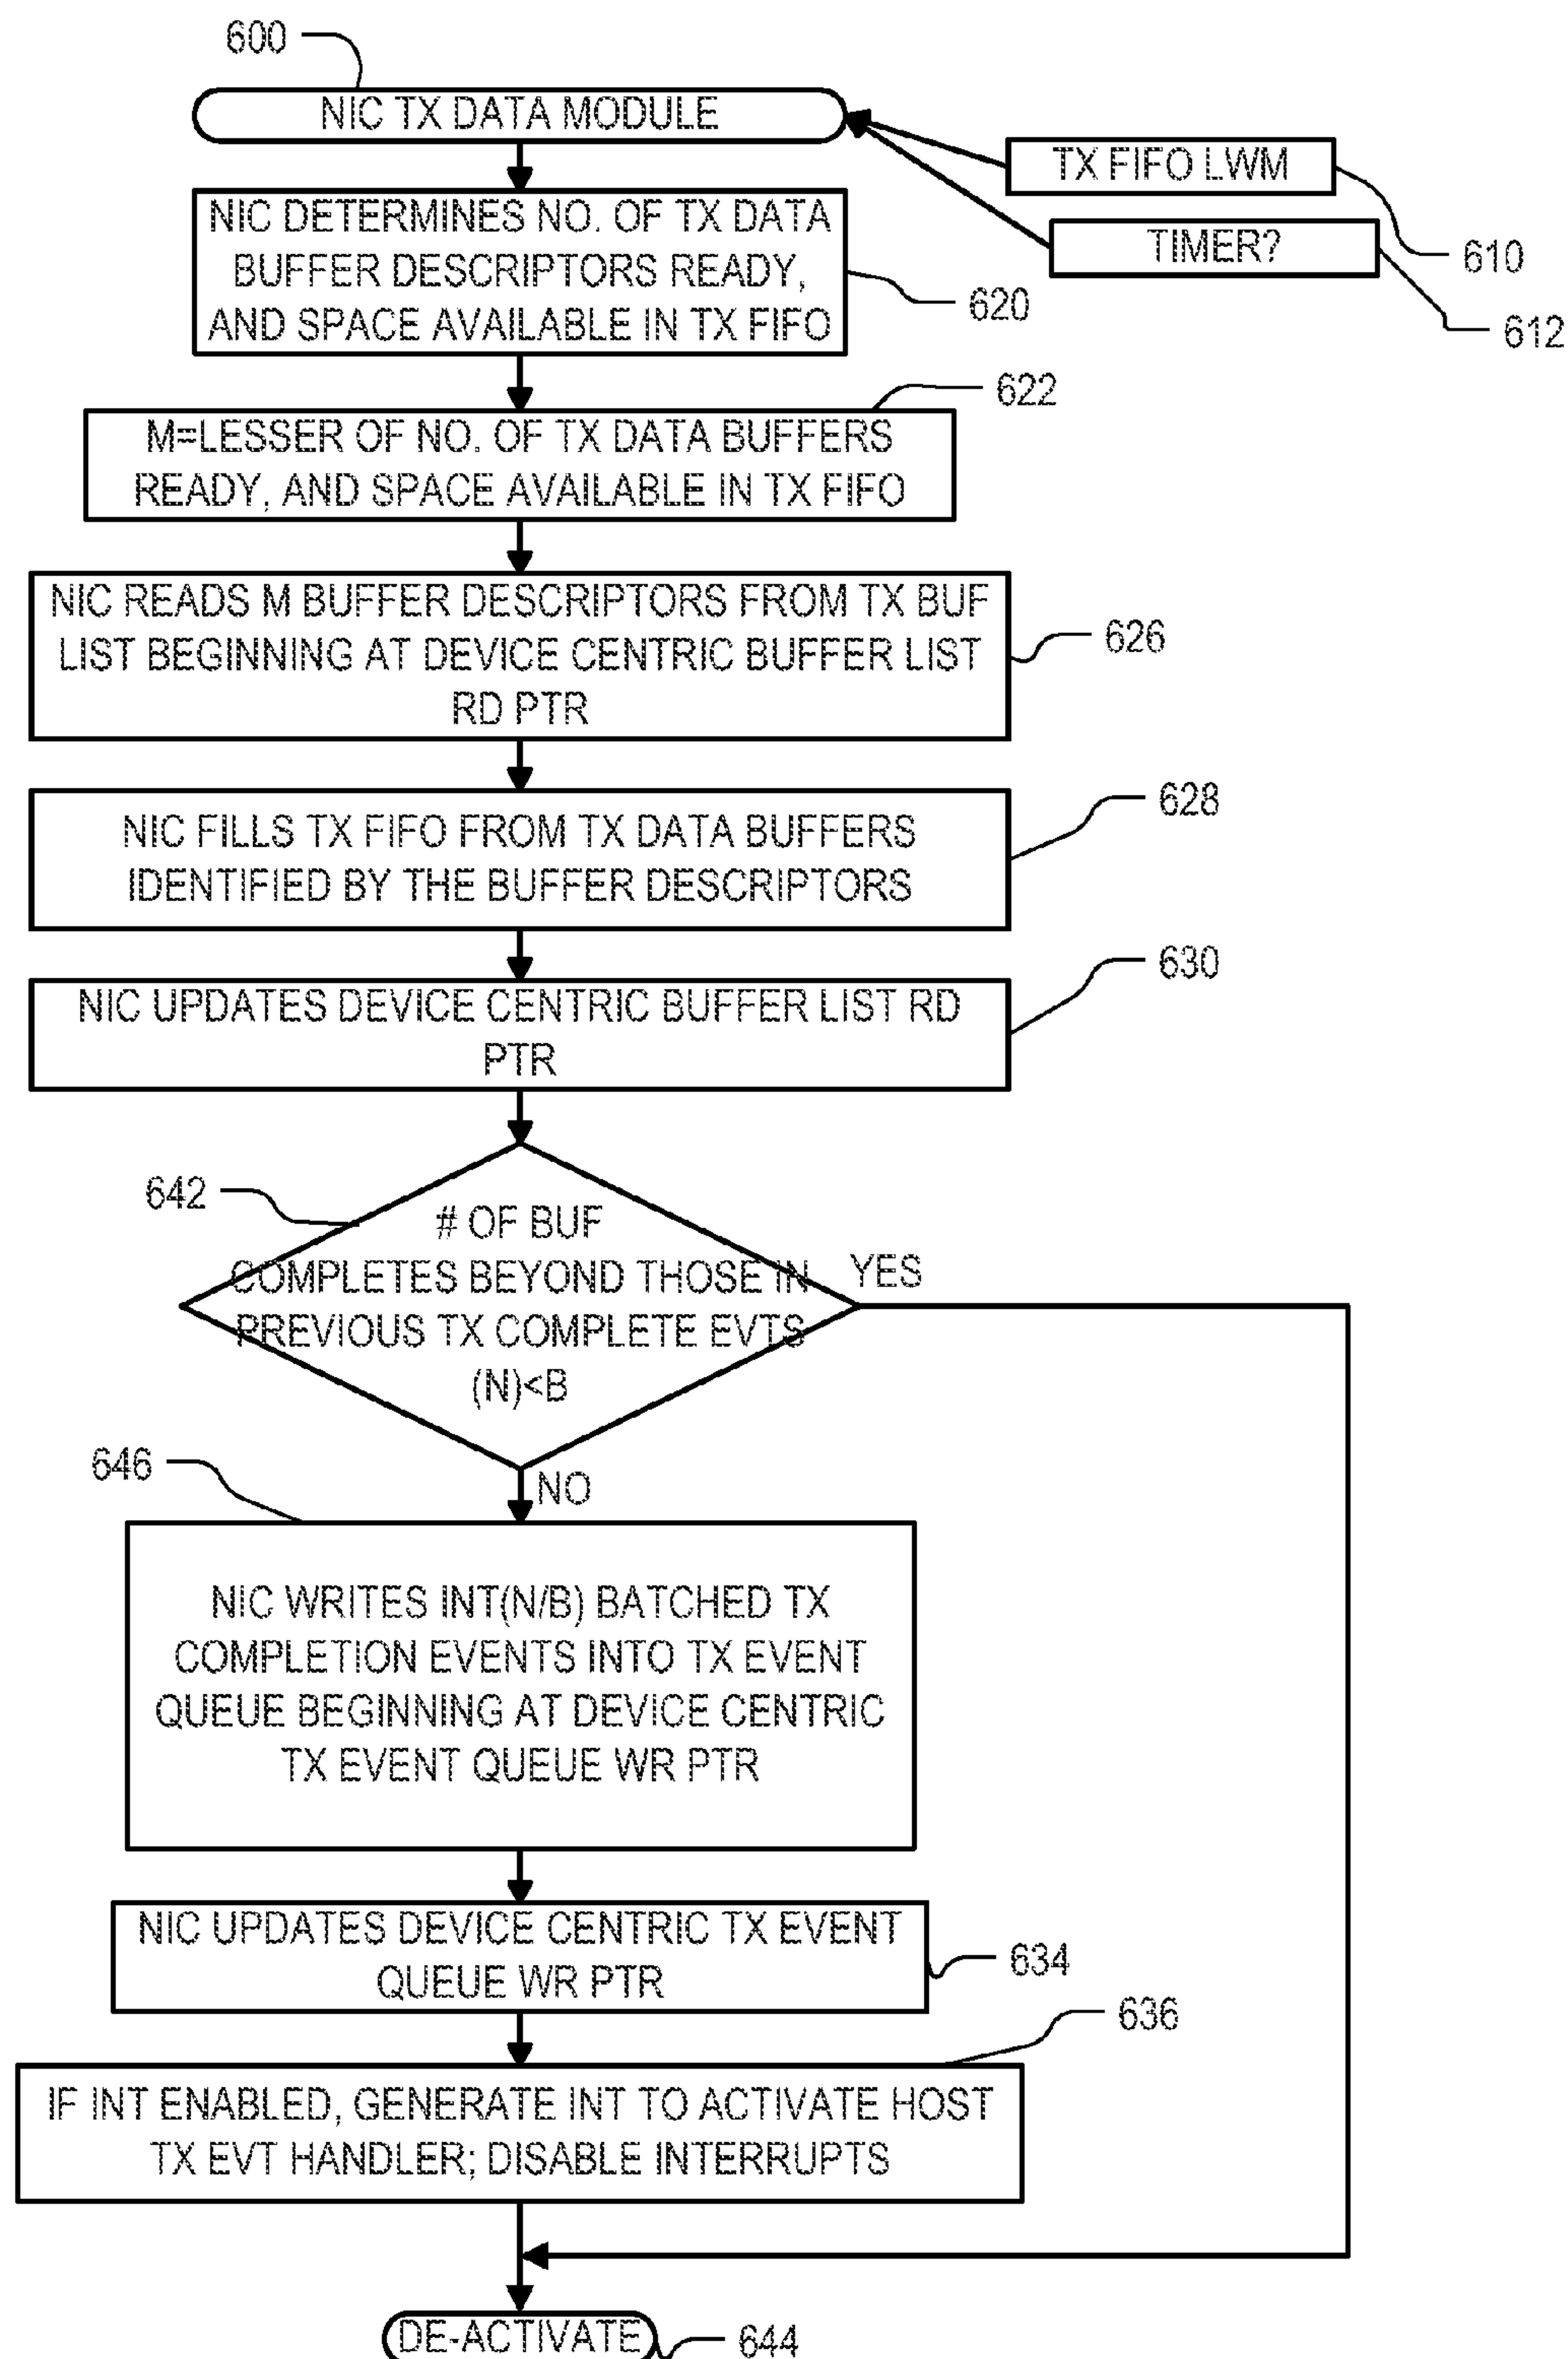 600
NIC TX DATA MODULE
TX FIFO LWM
610
TIMER?
612
NIC DETERMINES NO. OF TX DATA
BUFFER DESCRIPTORS READY,
AND SPACE AVAILABLE IN TX FIFO
620
622
M=LESSER OF NO. OF TX DATA BUFFERS
READY, AND SPACE AVAILABLE IN TX FIFO
NIC READS M BUFFER DESCRIPTORS FROM TX BUF
LIST BEGINNING AT DEVICE CENTRIC BUFFER LIST
RD PTR
626
NIC FILLS TX FIFO FROM TX DATA BUFFERS
IDENTIFIED BY THE BUFFER DESCRIPTORS
628
NIC UPDATES DEVICE CENTRIC BUFFER LIST RD
PTR
630
642
# OF BUF
COMPLETES BEYOND THOSE IN
PREVIOUS TX COMPLETE EVTS
(N)<B
YES
NO
646
NIC WRITES INT(N/B) BATCHED TX
COMPLETION EVENTS INTO TX EVENT
QUEUE BEGINNING AT DEVICE CENTRIC
TX EVENT QUEUE WR PTR
NIC UPDATES DEVICE CENTRIC TX EVENT
QUEUE WR PTR
634
636
IF INT ENABLED, GENERATE INT TO ACTIVATE HOST
TX EVT HANDLER; DISABLE INTERRUPTS
DE-ACTIVATE
644